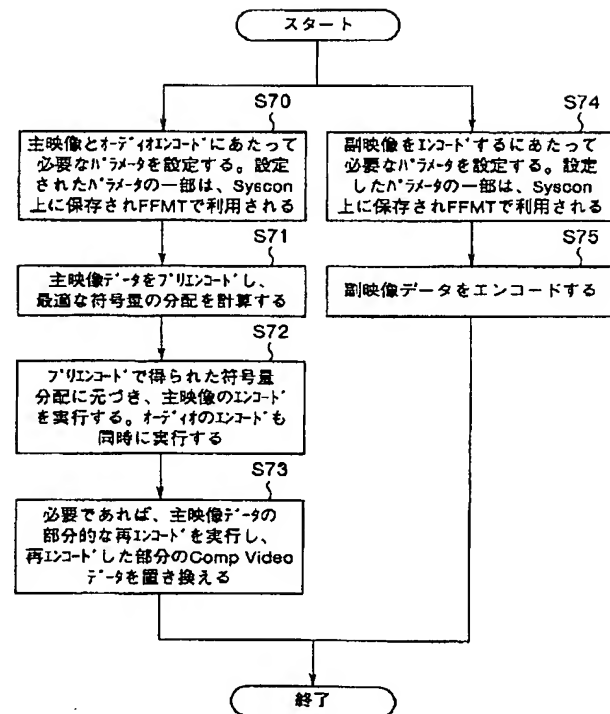 スタート
S70
主映像とオーディオエンコードにあたって
必要なパラメータを設定する。設定
されたパラメータの一部は、Syscon
上に保存されFFMTで利用される
S71
主映像データをプリエンコードし、
最適な符号量の分配を計算する
S72
プリエンコードで得られた符号量
分配に元づき、主映像のエンコード
を実行する。オーディオのエンコードも
同時に実行する
S73
必要であれば、主映像データの
部分的な再エンコードを実行し、
再エンコードした部分のComp Video
データを置き換える
S74
副映像をエンコードするにあたって
必要なパラメータを設定する。設定
したパラメータの一部は、Syscon
上に保存されFFMTで利用される
S75
副映像データをエンコードする
終了